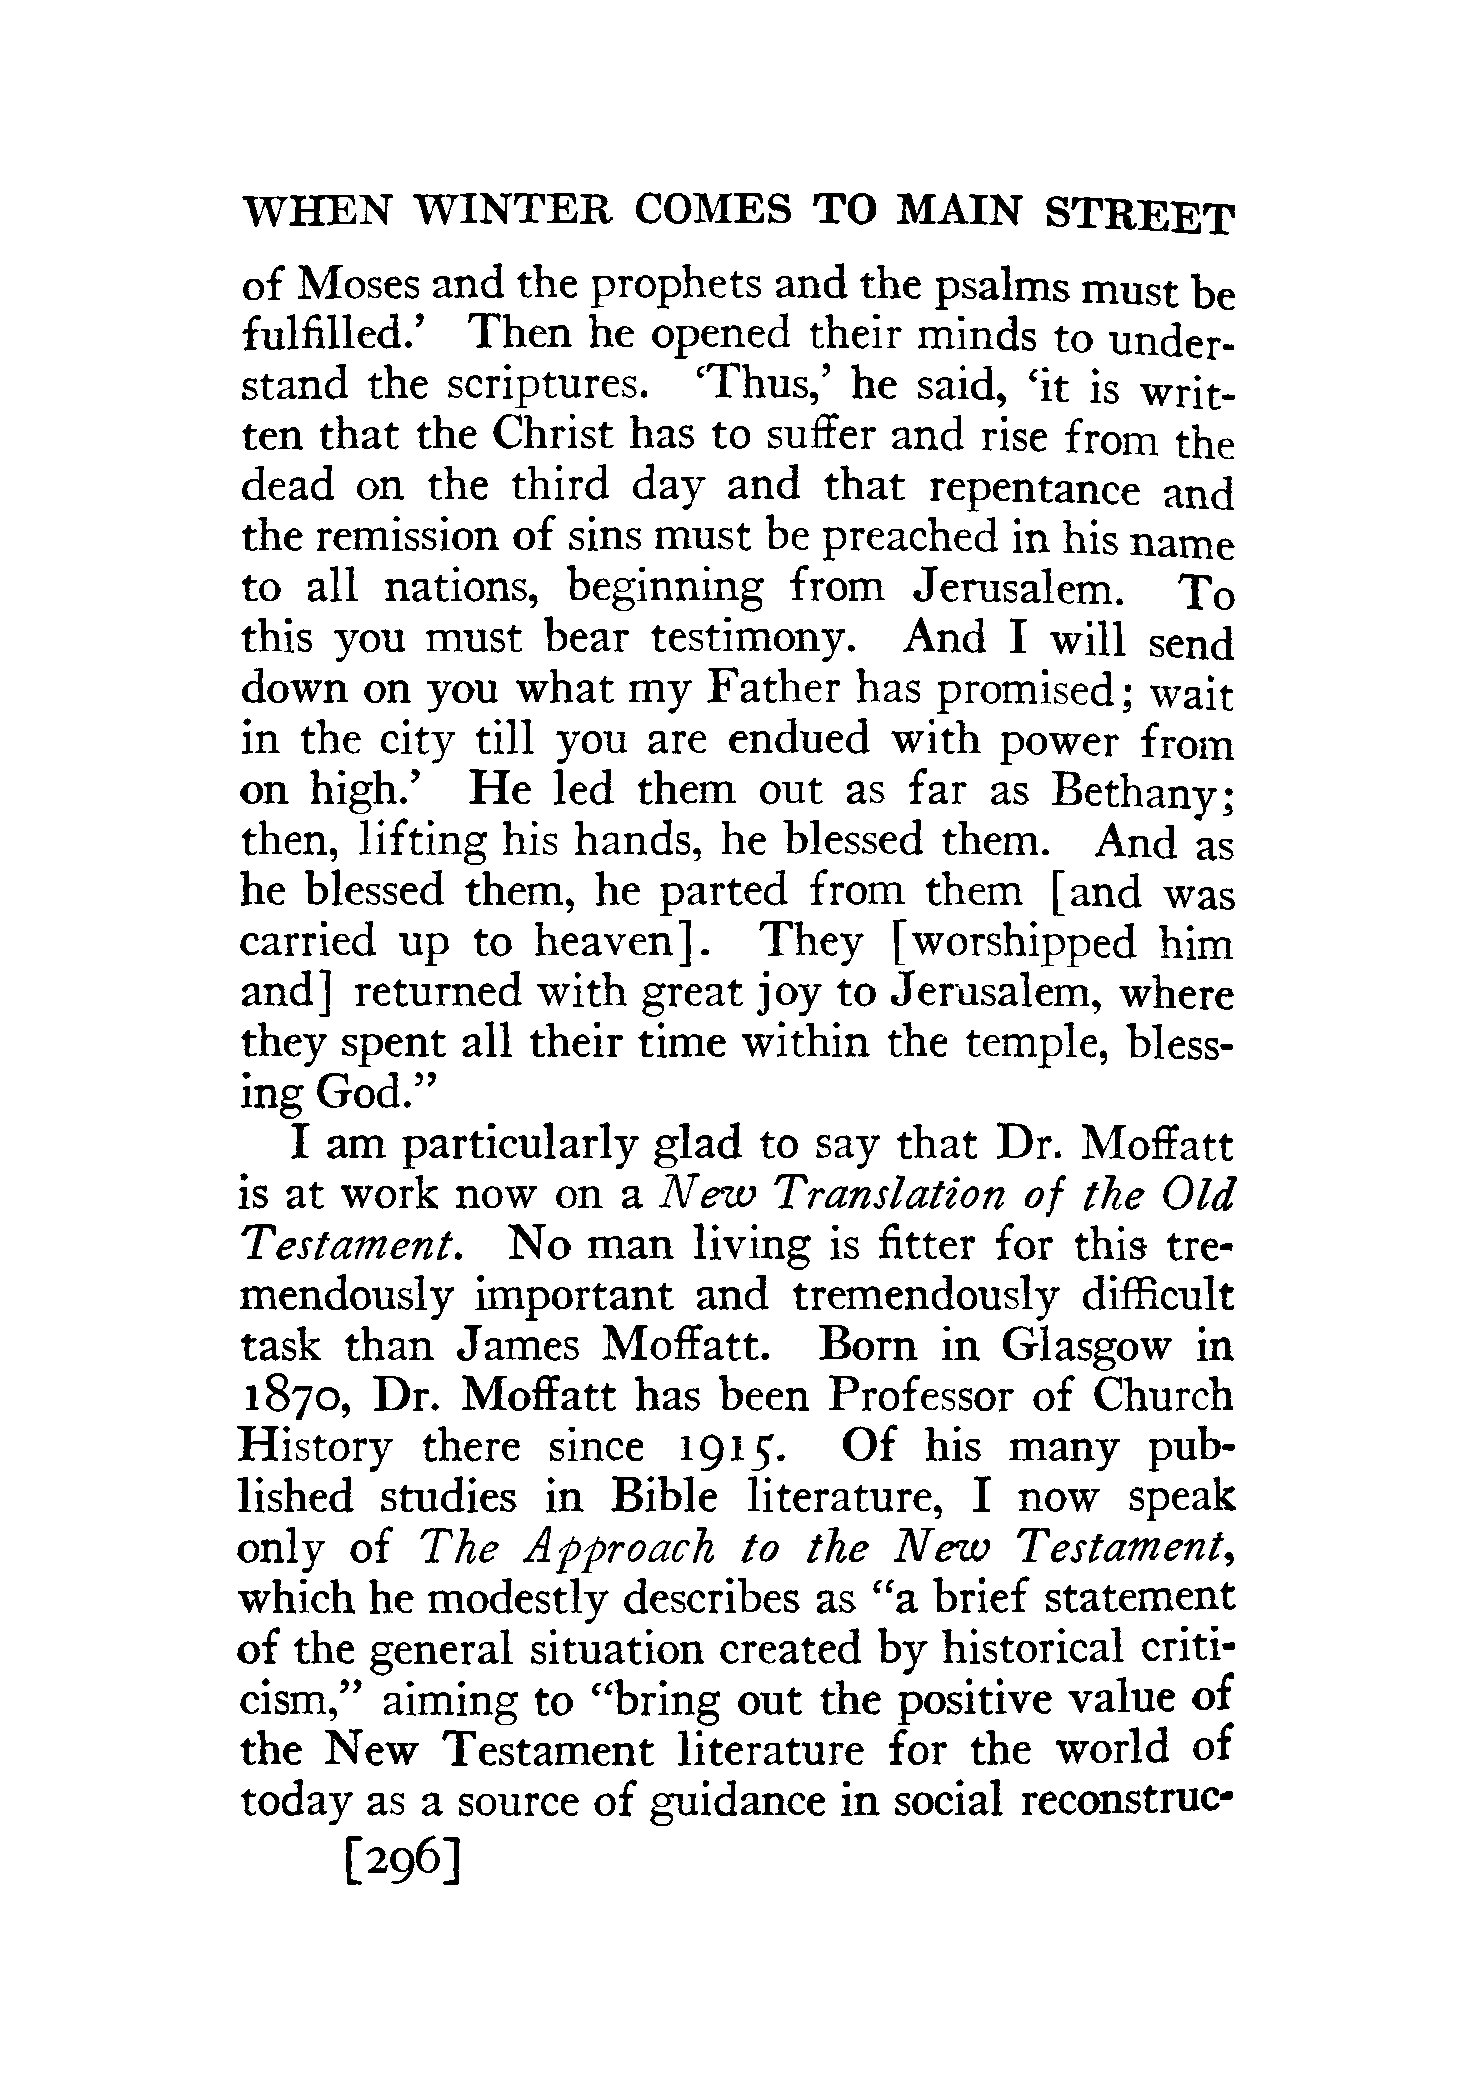 WHEN WINTER COMES TO MAIN STREET
of Moses and the prophets and the psalms must be
fulfilled.’ Then he opened their minds to under-
stand the scriptures. ‘Thus,’ he said, ‘it is writ-
ten that the Christ has to suffer and rise from the
dead on the third day and that repentance and
the remission of sins must be preached in his name
to all nations, beginning from Jerusalem. To
this you must bear testimony. And I will send
down on you what my Father has promised; wait
in the city till you are endued with power from
on high.’ He led them out as far as Bethany;
then, lifting his hands, he blessed them. And as
he blessed them, he parted from them [and was
carried up to heaven]. They [worshipped him
and] returned with great joy to Jerusalem, where
they spent all their time within the temple, bless-
ing God.”
I am particularly glad to say that Dr. Moffatt
is at work now on a New Translation of the Old
Testament. No man living is fitter for this tre-
mendously important and tremendously difficult
task than James Moffatt. Born in Glasgow in
1870, Dr. Moffatt has been Professor of Church
History there since 1915. Of his many pub-
lished studies in Bible literature, I now speak
only of The Approach to the New Testament,
which he modestly describes as “a brief statement
of the general situation created by historical criti-
cism,” aiming to “bring out the positive value of
the New Testament literature for the world of
today as a source of guidance in social reconstruc-
[296]